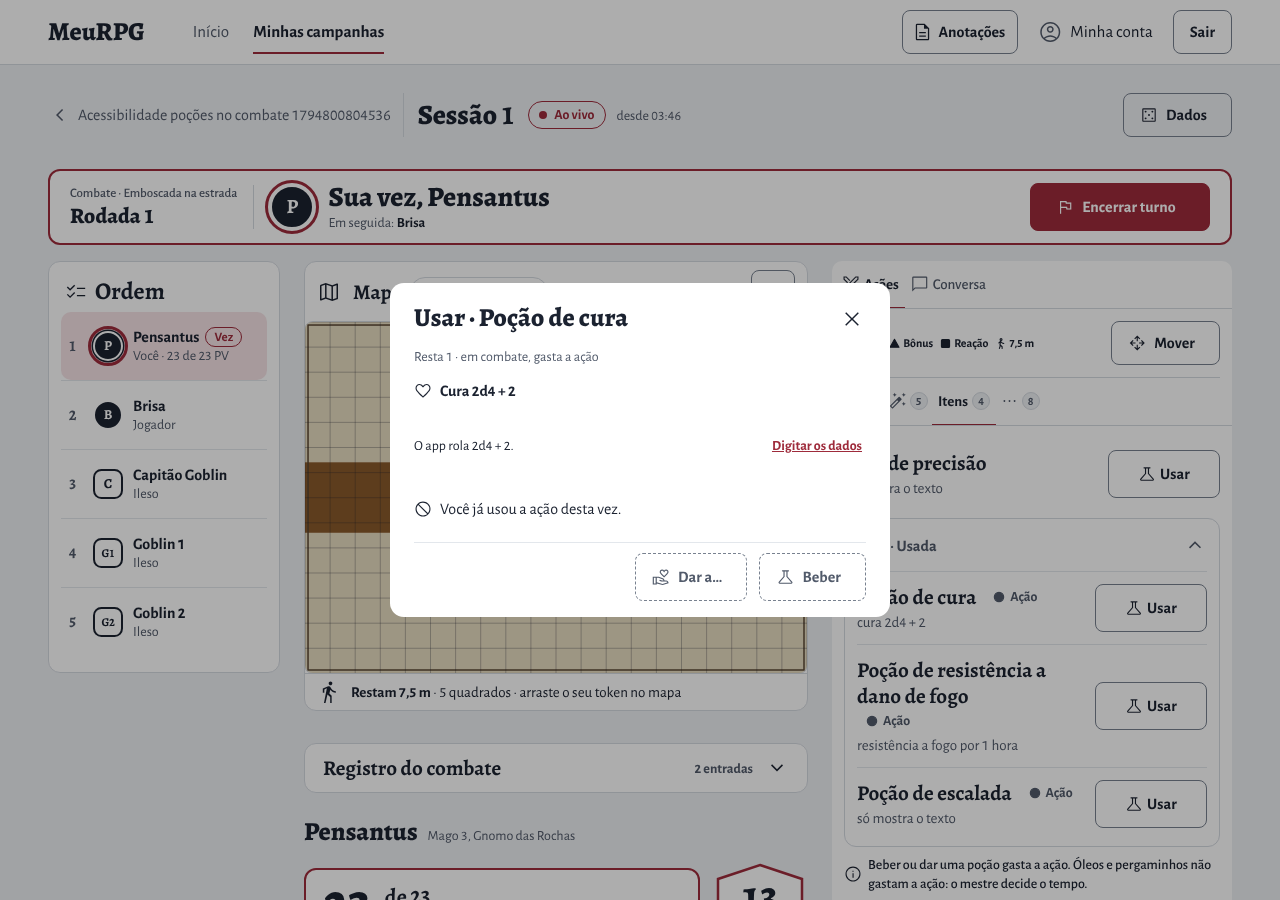 MeuRPG
Início
Minhas campanhas
Anotações
Minha conta
Sair
Acessibilidade poções no combate 1794800804536
Sessão 1
Ao vivo
desde 03:46
Dados
Combate · Emboscada na estrada
Rodada 1
P
Sua vez, Pensantus
Em seguida: Brisa
Encerrar turno
Ordem
1
P
Pensantus
Vez
Você · 23 de 23 PV
2
B
Brisa
Jogador
3
C
Capitão Goblin
Ileso
4
G1
Goblin 1
Ileso
5
G2
Goblin 2
Ileso
Map
Usar · Poção de cura
Resta 1 · em combate, gasta a ação
Cura 2d4 + 2
O app rola 2d4 + 2.
Digitar os dados
Você já usou a ação desta vez.
Dar a...
Beber
Restam 7,5 m · 5 quadrados · arraste o seu token no mapa
Registro do combate
2 entradas
Pensantus
Mago 3, Gnomo das Rochas
de 23
13
Conversa
Bônus
Reação
7,5 m
Mover
5
Itens
4
8
de precisão
o texto
Usar
· Usada
de cura
Ação
cura 2d4 + 2
Usar
Poção de resistência a
dano de fogo
Ação
resistência a fogo por 1 hora
Usar
Poção de escalada
Ação
só mostra o texto
Usar
Beber ou dar uma poção gasta a ação. Óleos e pergaminhos não
gastam a ação: o mestre decide o tempo.